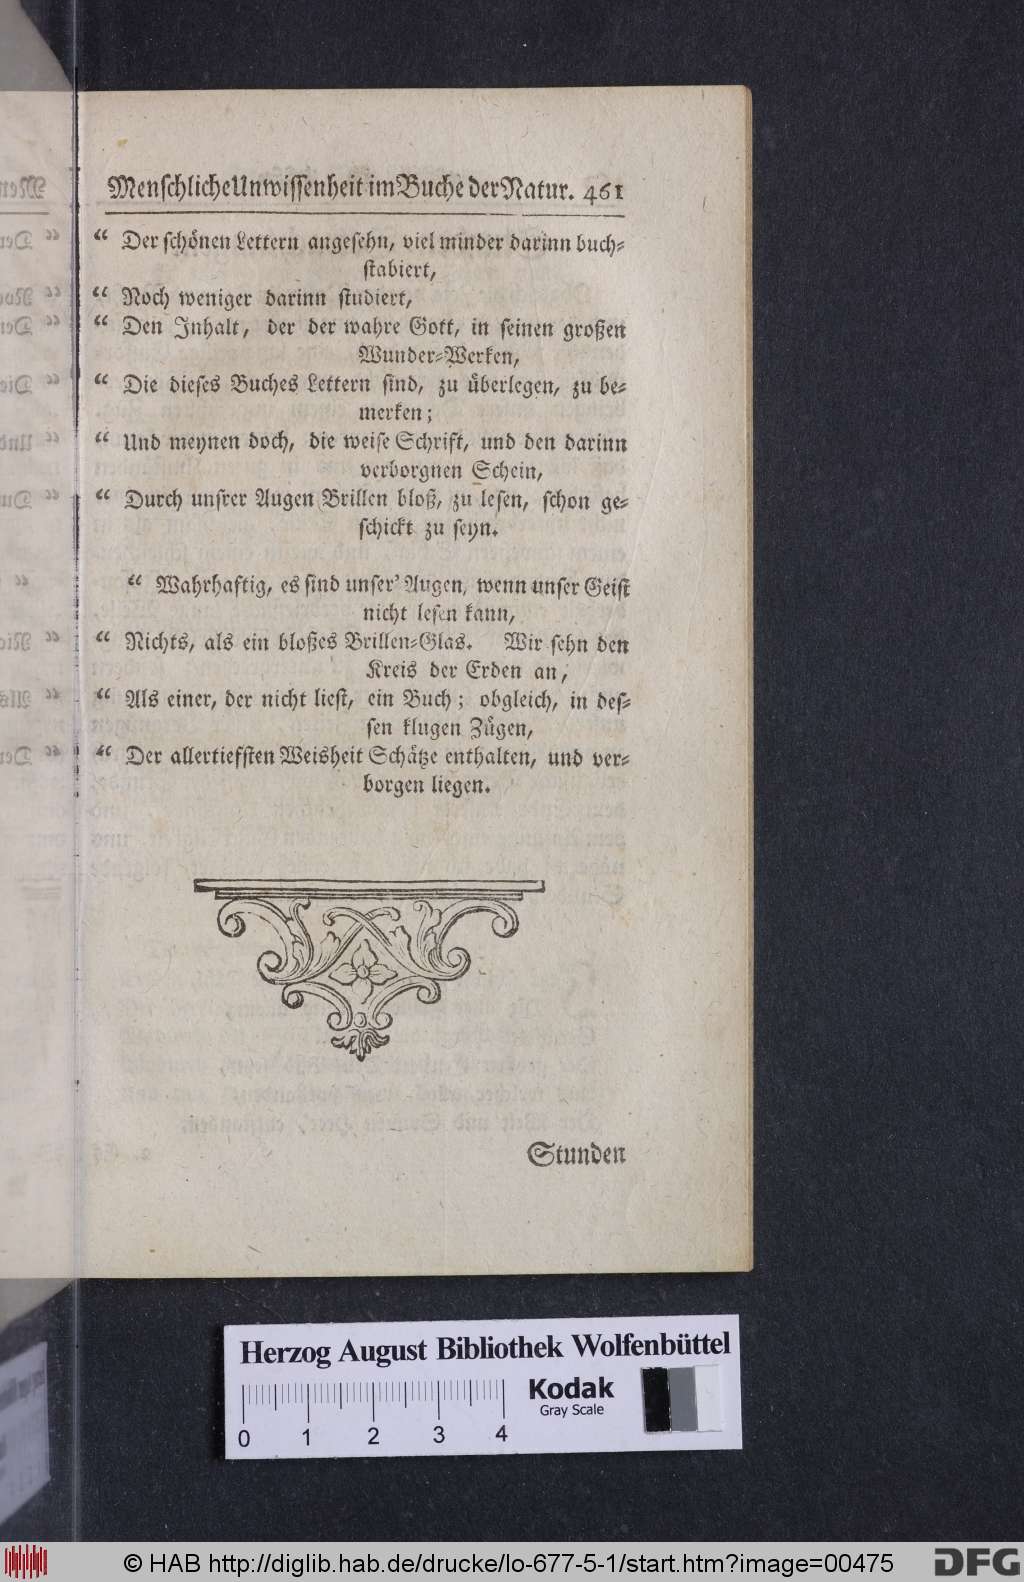 Menschliche Unwissenheit im Buche der Natur. 461
“ Der schönen Lettern angesehn, viel minder darinn buch-
stabiert,
“ Noch weniger darinn studiert,
“ Den Inhalt, der der wahre Gott, in seinen großen
Wunder-Werken,
“ Die dieses Buches Lettern sind, zu überlegen, zu be-
merken;
“ Und meynen doch, die weise Schrift, und den darinn
verborgnen Schein,
“ Durch unsrer Augen Brillen bloß, zu lesen, schon ge-
schickt zu seyn.
“ Wahrhaftig, es sind unser' Augen, wenn unser Geist
nicht lesen kann,
“ Nichts, als ein bloßes Brillen-Glas. Wir sehn den
Kreis der Erden an,
“ Als einer, der nicht liest, ein Buch; obgleich, in des-
sen klugen Zügen,
“ Der allertiefsten Weisheit Schätze enthalten, und ver-
borgen liegen.
Stunden
Herzog August Bibliothek Wolfenbüttel
Kodak
Gray Scale
0 1 2 3 4
© HAB http://diglib.hab.de/drucke/lo-677-5-1/start.htm?image=00475
DFG